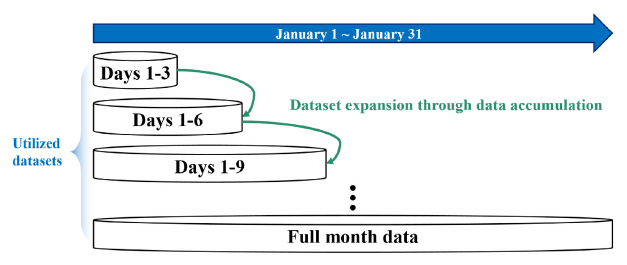 January 1 ~ January 31
Days 1-3
Dataset expansion through data accumulation
Days 1-6
Utilized
datasets
Days 1-9
Full month data